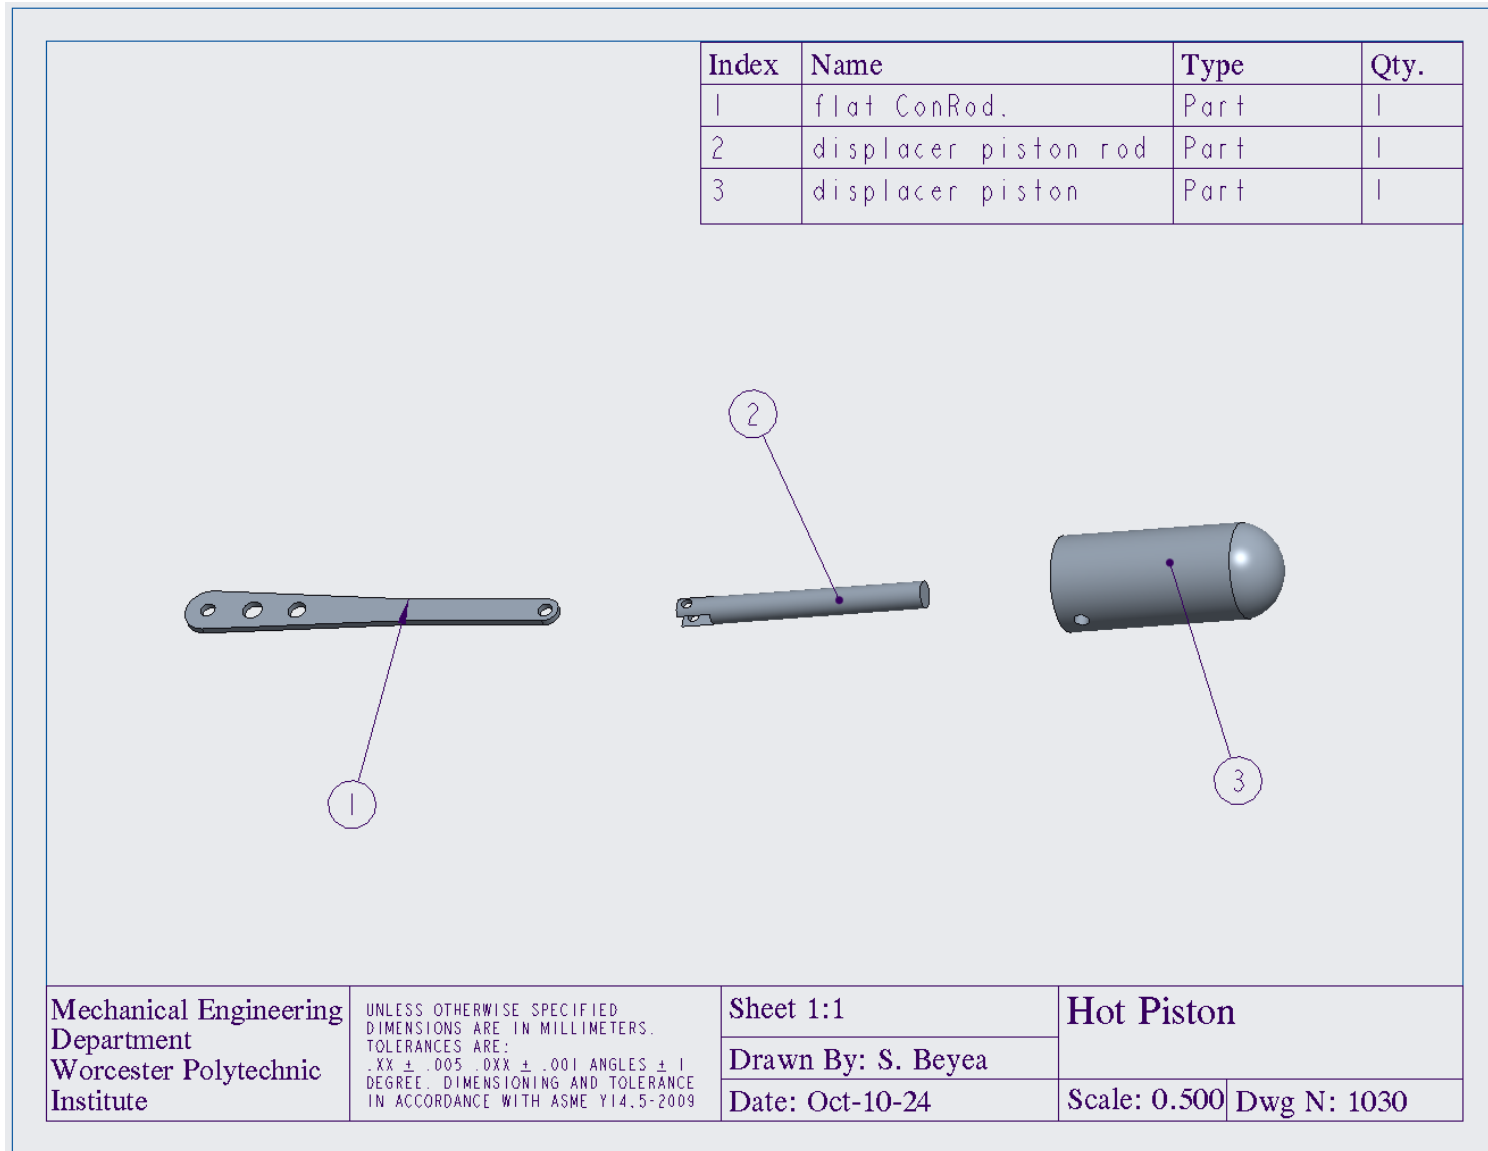 Index Name Type Qty.
1 flat ConRod. Part 1
2 displacer piston rod Part 1
3 displacer piston Part 1
2
1
3
Mechanical Engineering
Department
Worcester Polytechnic
Institute
UNLESS OTHERWISE SPECIFIED
DIMENSIONS ARE IN MILLIMETERS.
TOLERANCES ARE:
.XX ± .005 .0XX ± .001 ANGLES ± 1
DEGREE. DIMENSIONING AND TOLERANCE
IN ACCORDANCE WITH ASME Y14.5-2009
Sheet 1:1
Drawn By: S. Beyea
Date: Oct-10-24
Hot Piston
Scale: 0.500 Dwg N: 1030